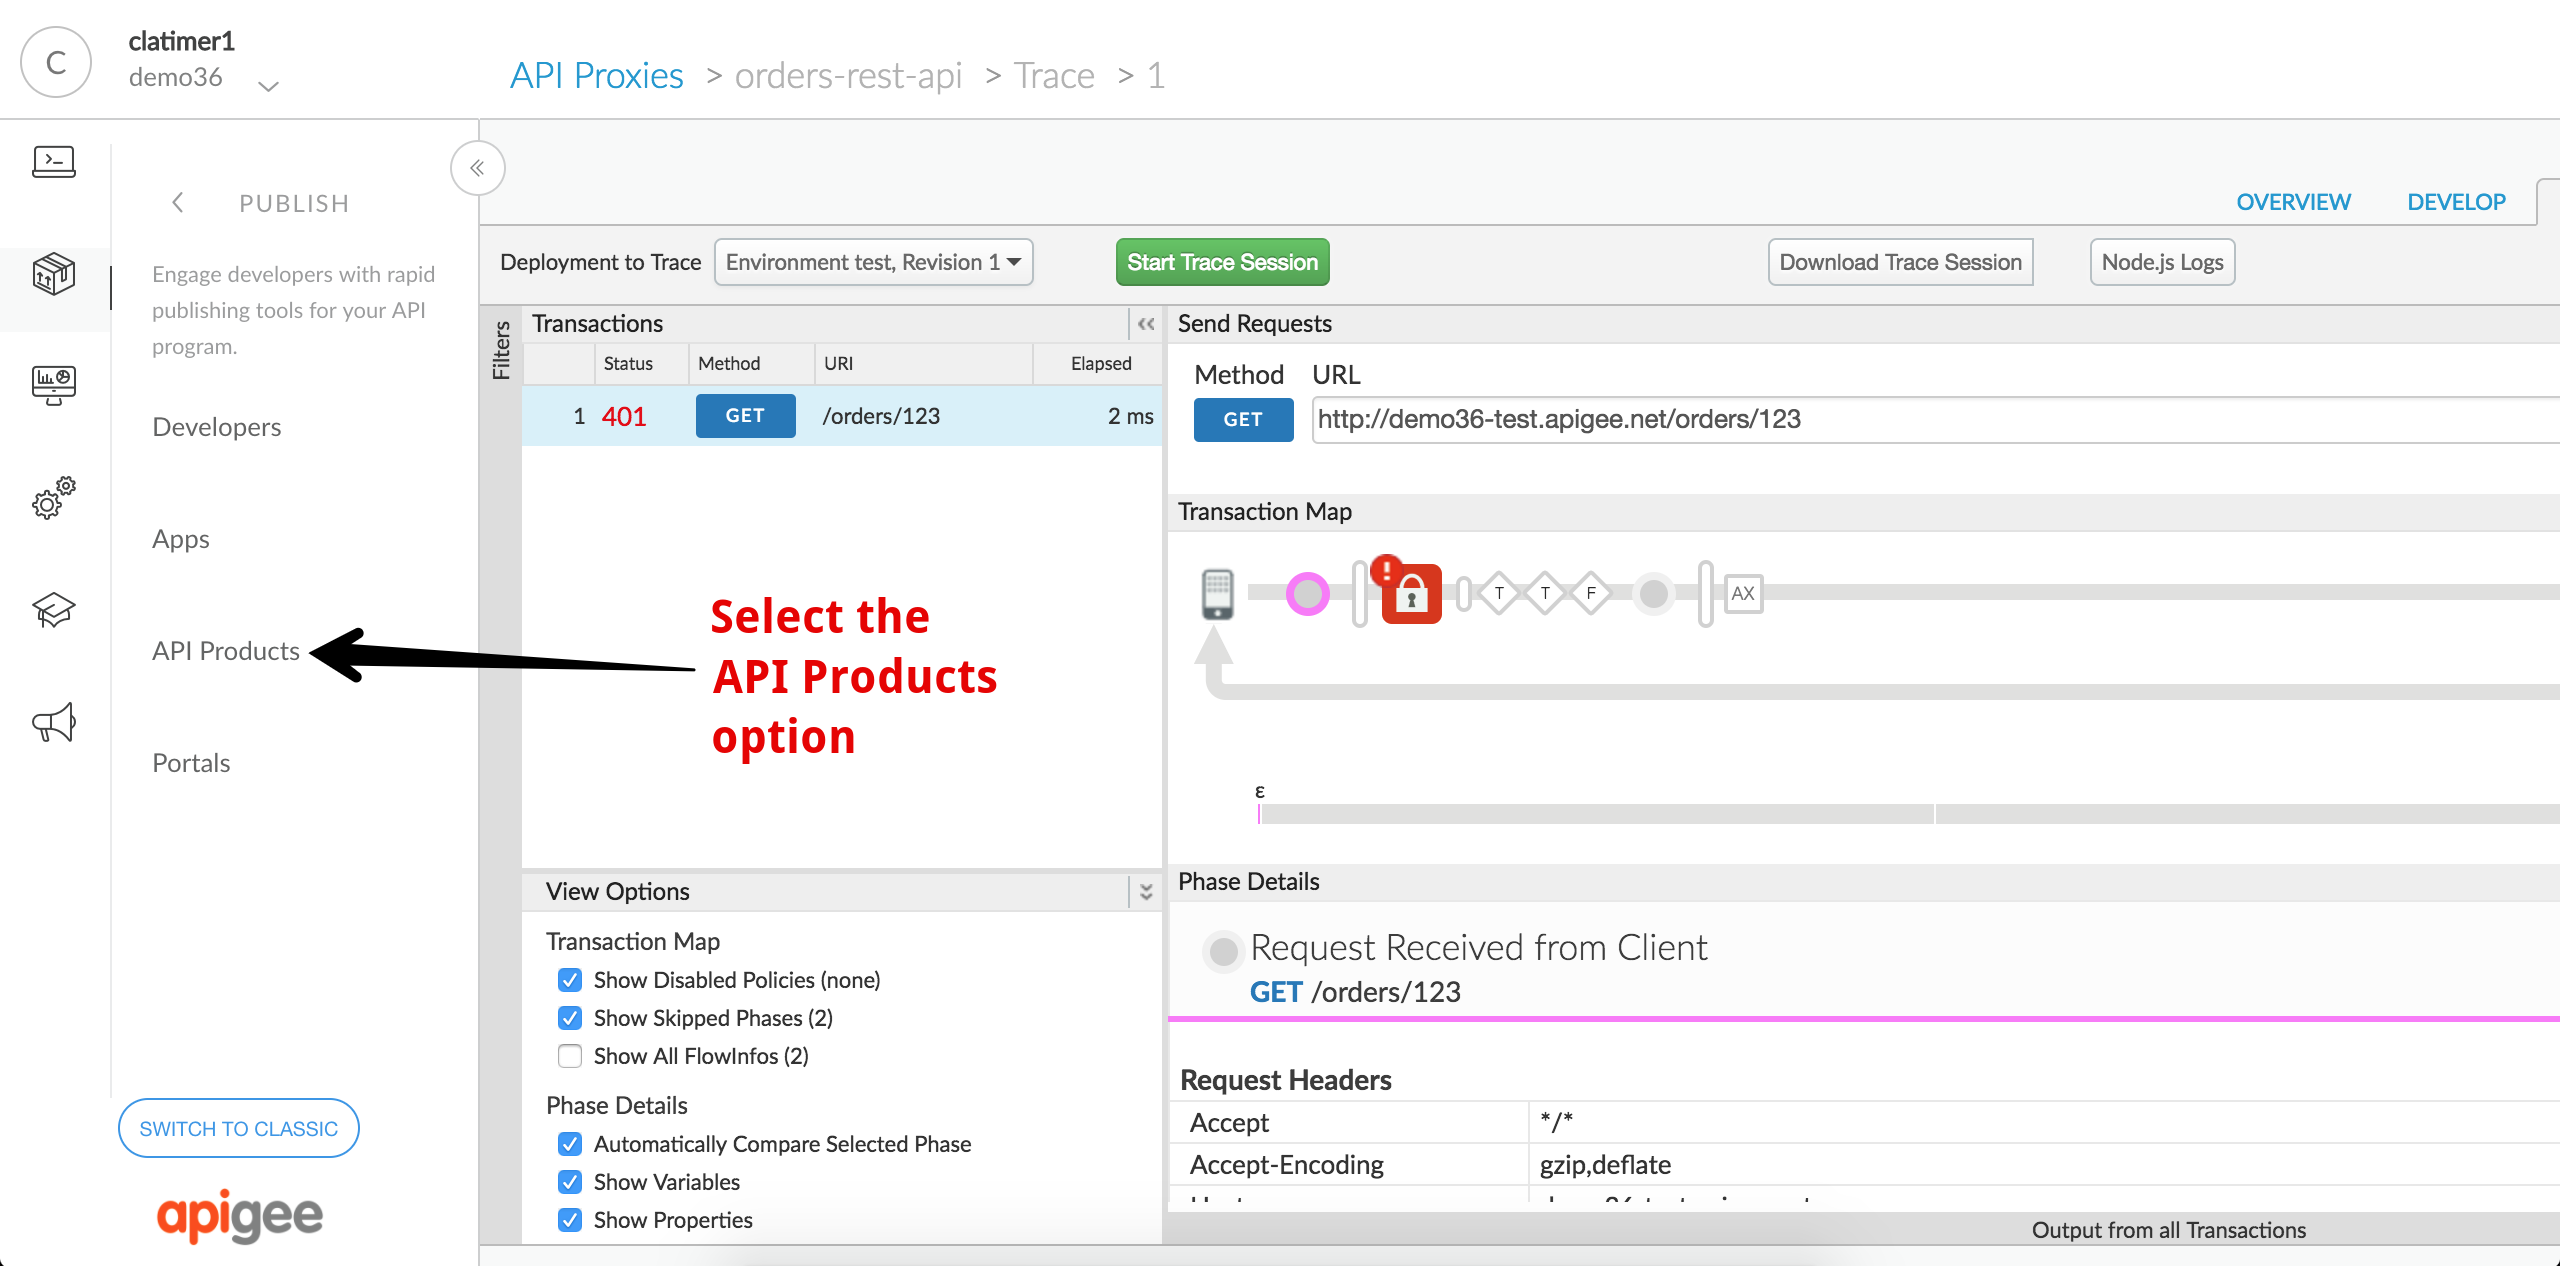 C
clatimer1
demo36
API Proxies > orders-rest-api > Trace > 1
PUBLISH
Engage developers with rapid
publishing tools for your API
program.
Developers
Apps
API Products
Portals
SWITCH TO CLASSIC
apigee
OVERVIEW DEVELOP
Deployment to Trace Environment test, Revision 1 Start Trace Session Download Trace Session Node.js Logs
Filters
Transactions
Status Method URI Elapsed
1 401 GET /orders/123 2 ms
Select the
API Products
option
View Options
Transaction Map
Show Disabled Policies (none)
Show Skipped Phases (2)
Show All FlowInfos (2)
Phase Details
Automatically Compare Selected Phase
Show Variables
Show Properties
Send Requests
Method URL
GET http://demo36-test.apigee.net/orders/123
Transaction Map
! T T F AX
ε
Phase Details
Request Received from Client
GET /orders/123
Request Headers
Accept */*
Accept-Encoding gzip,deflate
Output from all Transactions